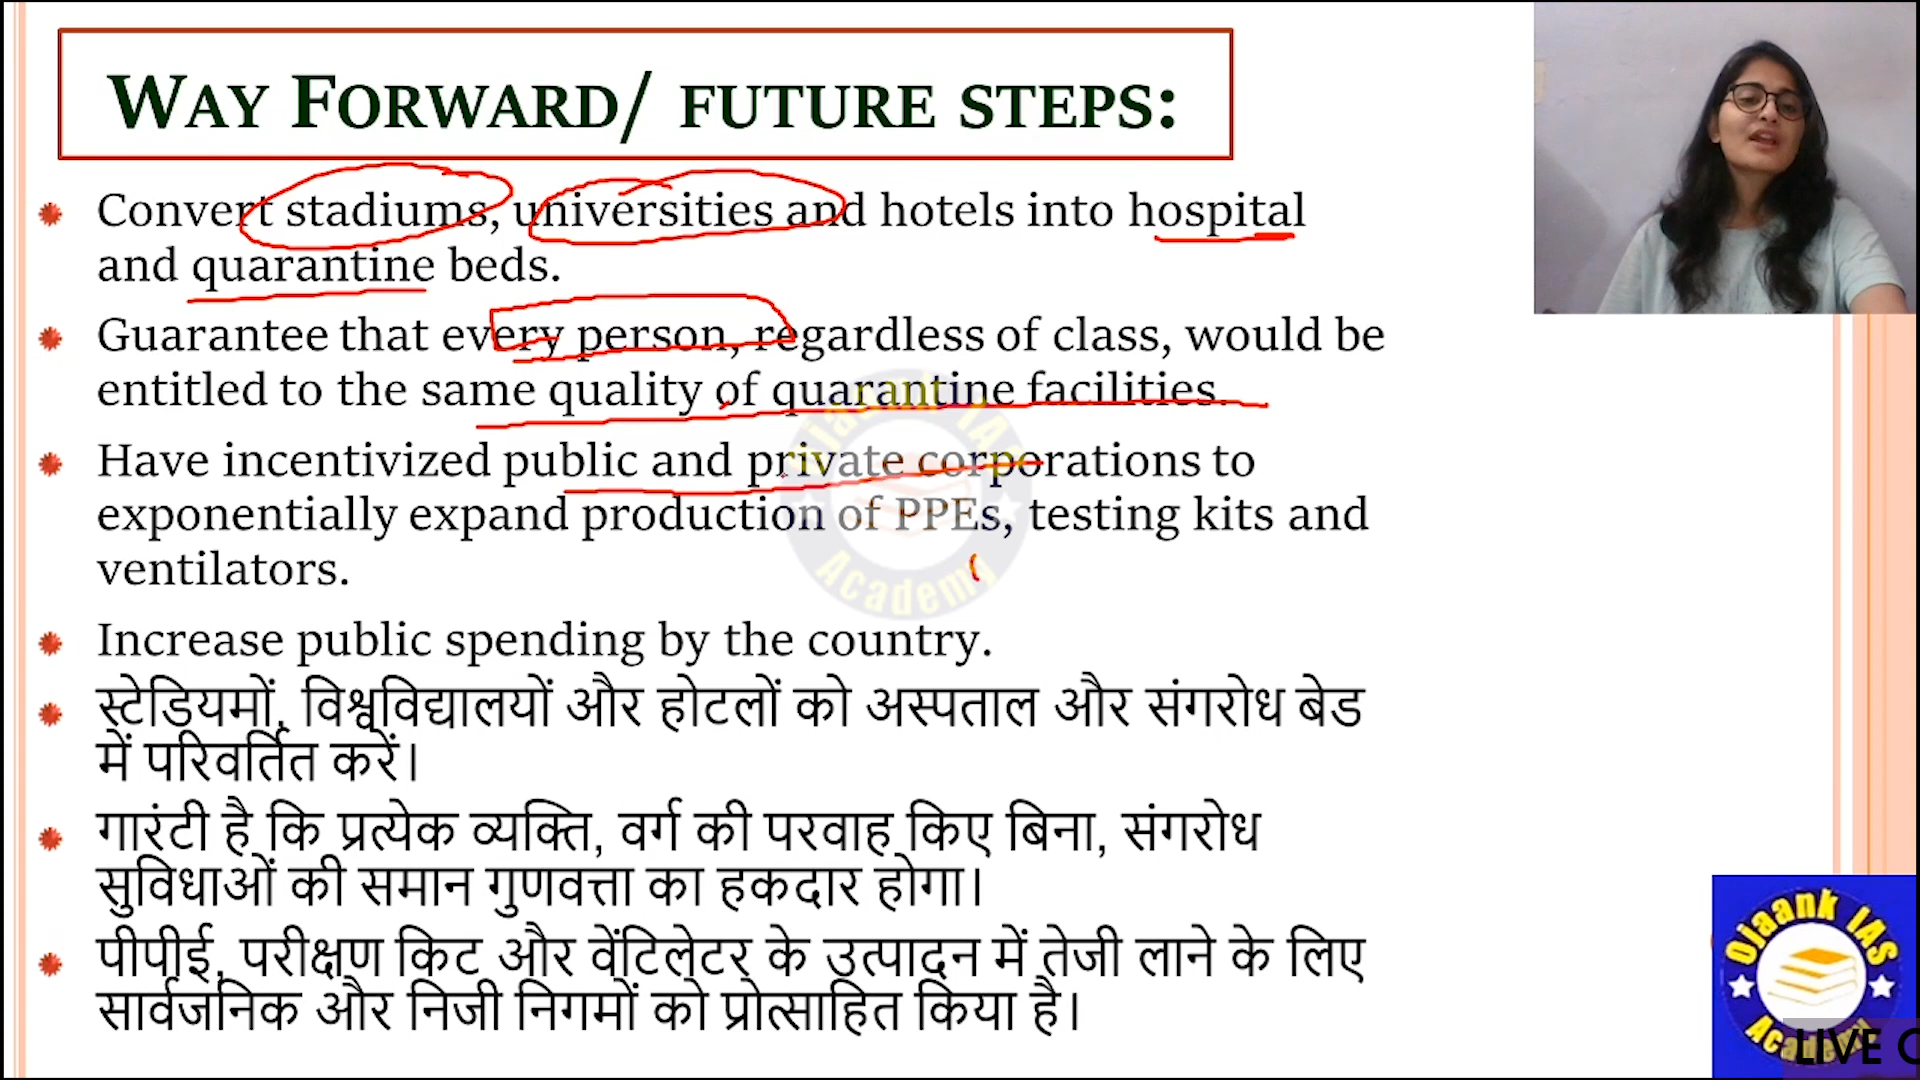 WAY FORWARD/ FUTURE STEPS:
Convert stadiums, universities and hotels into hospital
and quarantine beds.
Guarantee that every person, regardless of class, would be
entitled to the same quality of quarantine facilities.
Have incentivized public and private corporations to
exponentially expand production of PPEs, testing kits and
ventilators.
Increase public spending by the country.
स्टेडियमों, विश्वविद्यालयों और होटलों को अस्पताल और संगरोध बेड
में परिवर्तित करें।
गारंटी है कि प्रत्येक व्यक्ति, वर्ग की परवाह किए बिना, संगरोध
सुविधाओं की समान गुणवत्ता का हकदार होगा।
पीपीई, परीक्षण किट और वेंटिलेटर के उत्पादन में तेजी लाने के लिए
सार्वजनिक और निजी निगमों को प्रोत्साहित किया है।
Ojaank IAS
Academy
Ojaank IAS
Academy
LIVE C